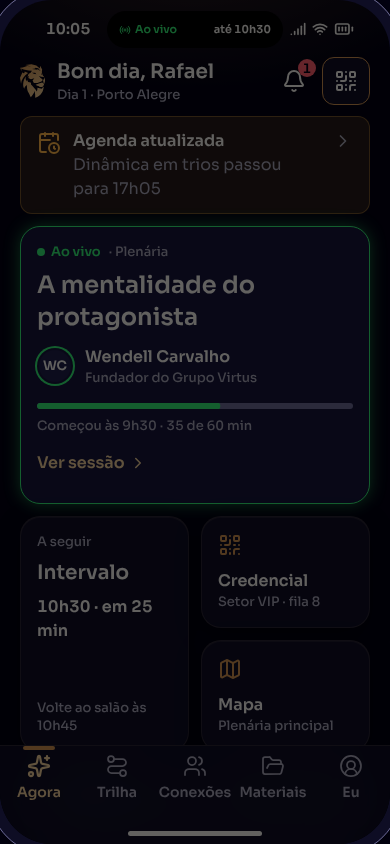 10:05
Ao vivo
até 10h30
Bom dia, Rafael
Dia 1 · Porto Alegre
1
Agenda atualizada
Dinâmica em trios passou
para 17h05
Ao vivo · Plenária
A mentalidade do
protagonista
WC
Wendell Carvalho
Fundador do Grupo Virtus
Começou às 9h30 · 35 de 60 min
Ver sessão
A seguir
Intervalo
10h30 · em 25
min
Volte ao salão às
10h45
Credencial
Setor VIP · fila 8
Mapa
Plenária principal
Agora
Trilha
Conexões
Materiais
Eu